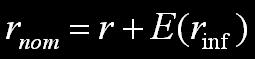 r_nom = r + E(r_inf)